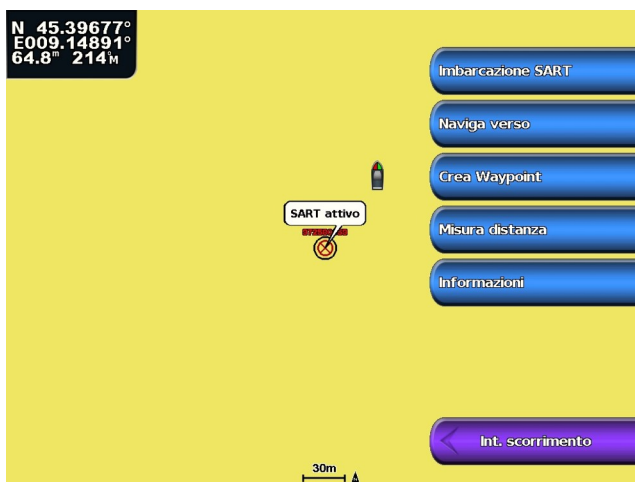 N 45.39677°
E009.14891°
64.8m 214°M
Imbarcazione SART
Naviga verso
Crea Waypoint
SART attivo
Misura distanza
Informazioni
Int. scorrimento
30m